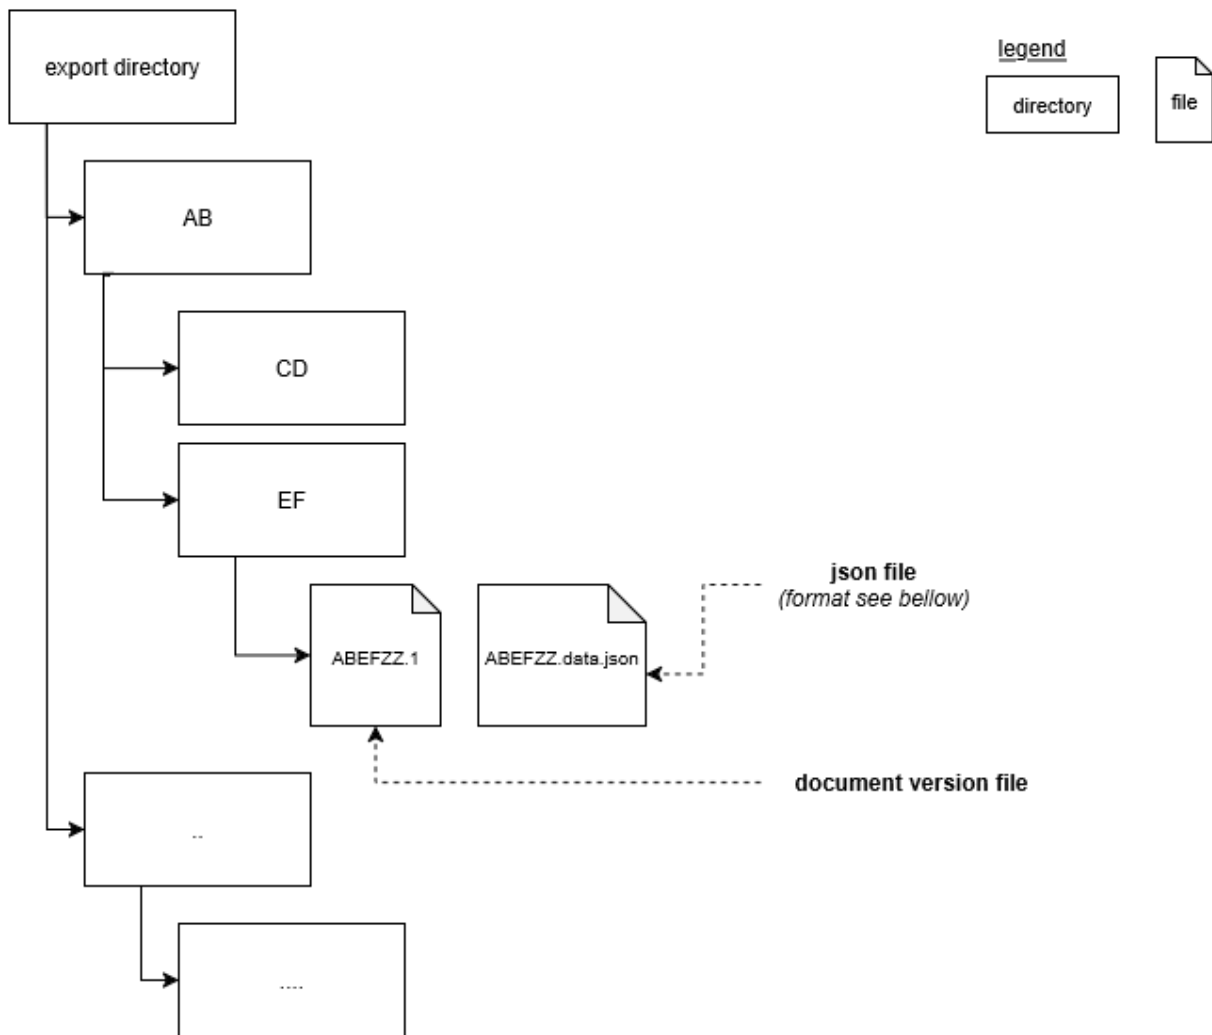 export directory
legend
directory
file
AB
CD
EF
json file
(format see bellow)
ABEFZZ.1
ABEFZZ.data.json
document version file
..
....